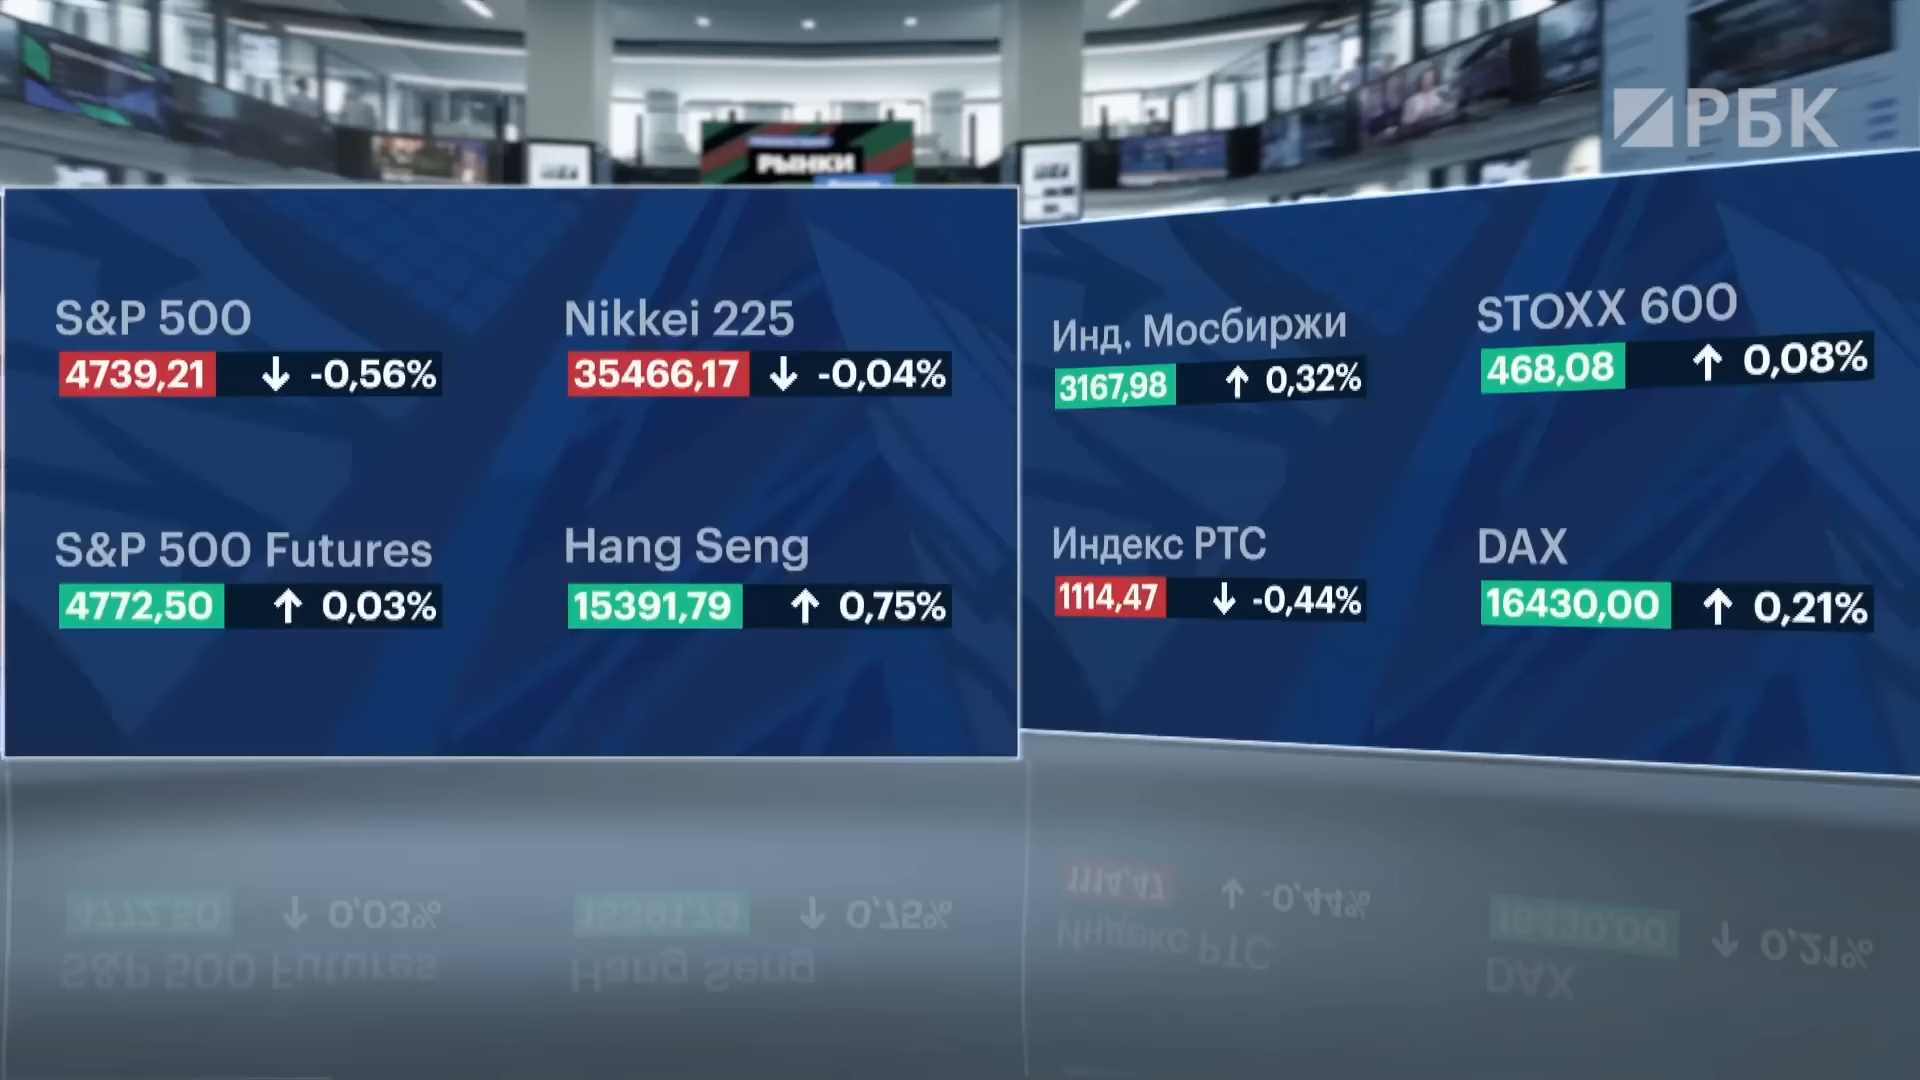 РБК
РЫНКИ
S&P 500
4739,21 ↓ -0,56%
Nikkei 225
35466,17 ↓ -0,04%
S&P 500 Futures
4772,50 ↑ 0,03%
Hang Seng
15391,79 ↑ 0,75%
Инд. Мосбиржи
3167,98 ↑ 0,32%
STOXX 600
468,08 ↑ 0,08%
Индекс РТС
1114,47 ↓ -0,44%
DAX
16430,00 ↑ 0,21%